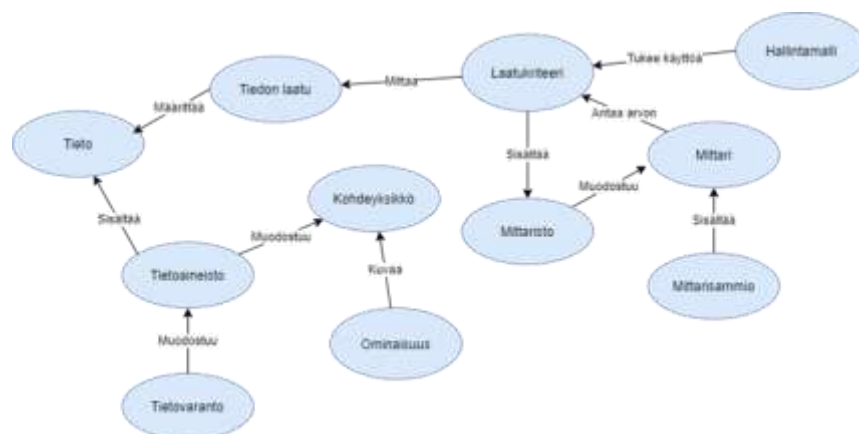 Hallintamalli
Tukee käyttöä
Laatukriteeri
Mittaa
Tiedon laatu
Määrittää
Tieto
Antaa arvon
Mittari
Sisältää
Muodostuu
Mittaristo
Sisältää
Mittarisammio
Kohdeyksikkö
Muodostuu
Sisältää
Tietoaineisto
Kuvaa
Ominaisuus
Muodostuu
Tietovaranto